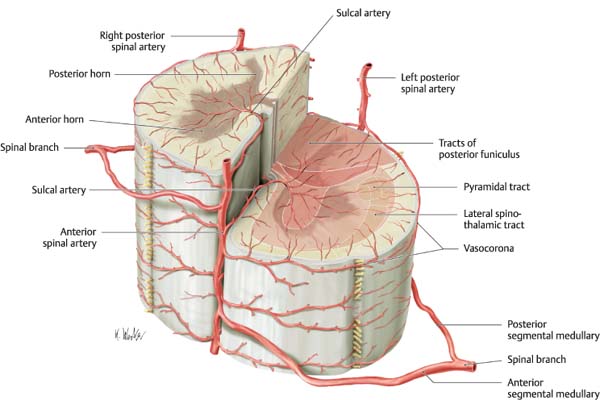 Sulcal artery
Right posterior
spinal artery
Posterior horn
Anterior horn
Spinal branch
Sulcal artery
Anterior
spinal artery
Left posterior
spinal artery
Tracts of
posterior funiculus
Pyramidal tract
Lateral spino-
thalamic tract
Vasocorona
Posterior
segmental medullary
Spinal branch
Anterior
segmental medullary